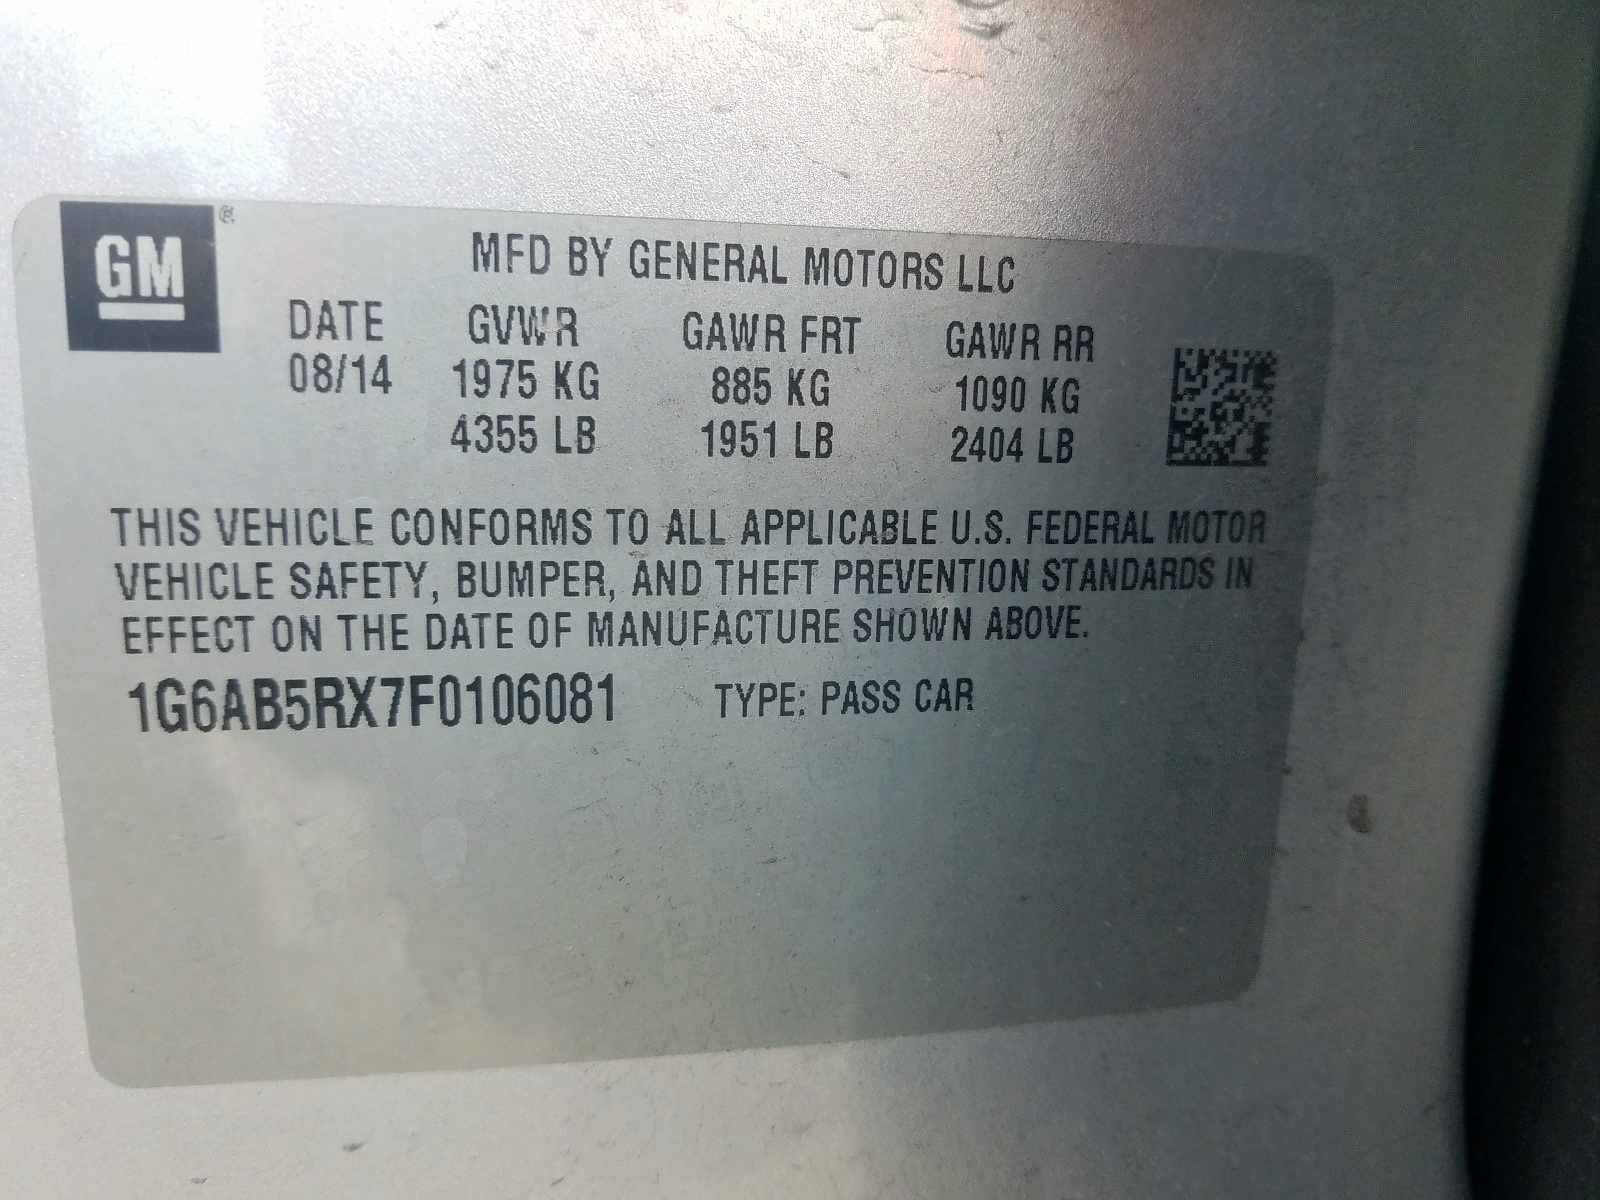 GM ®
MFD BY GENERAL MOTORS LLC
DATE GVWR GAWR FRT GAWR RR
08/14 1975 KG 885 KG 1090 KG
4355 LB 1951 LB 2404 LB
THIS VEHICLE CONFORMS TO ALL APPLICABLE U.S. FEDERAL MOTOR
VEHICLE SAFETY, BUMPER, AND THEFT PREVENTION STANDARDS IN
EFFECT ON THE DATE OF MANUFACTURE SHOWN ABOVE.
1G6AB5RX7F0106081 TYPE: PASS CAR